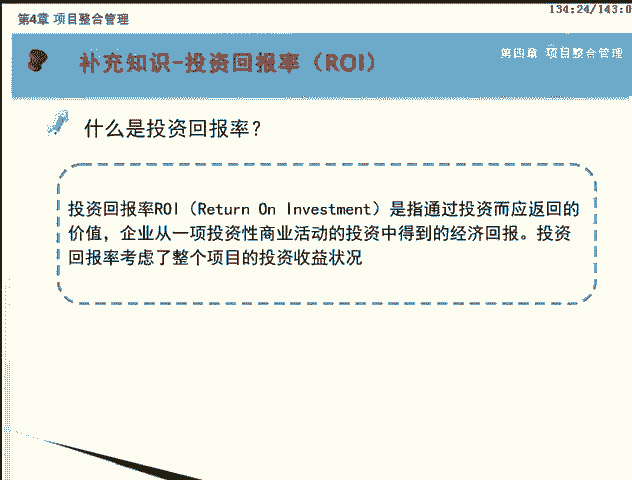 134:24/143:0
第4章 项目整合管理
补充知识-投资回报率（ROI）
第四章 项目整合管理
什么是投资回报率？
投资回报率ROI（Return On Investment）是指通过投资而应返回的
价值，企业从一项投资性商业活动的投资中得到的经济回报。投资
回报率考虑了整个项目的投资收益状况